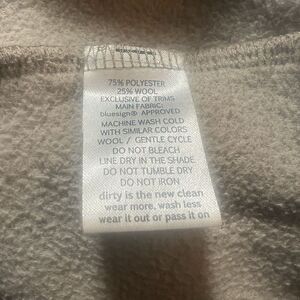 75% POLYESTER
25% WOOL
EXCLUSIVE OF TRIMS
MAIN FABRIC:
bluesign® APPROVED
MACHINE WASH COLD
WITH SIMILAR COLORS
WOOL / GENTLE CYCLE
DO NOT BLEACH
LINE DRY IN THE SHADE
DO NOT TUMBLE DRY
DO NOT IRON
dirty is the new clean
wear more, wash less
wear it out or pass it on